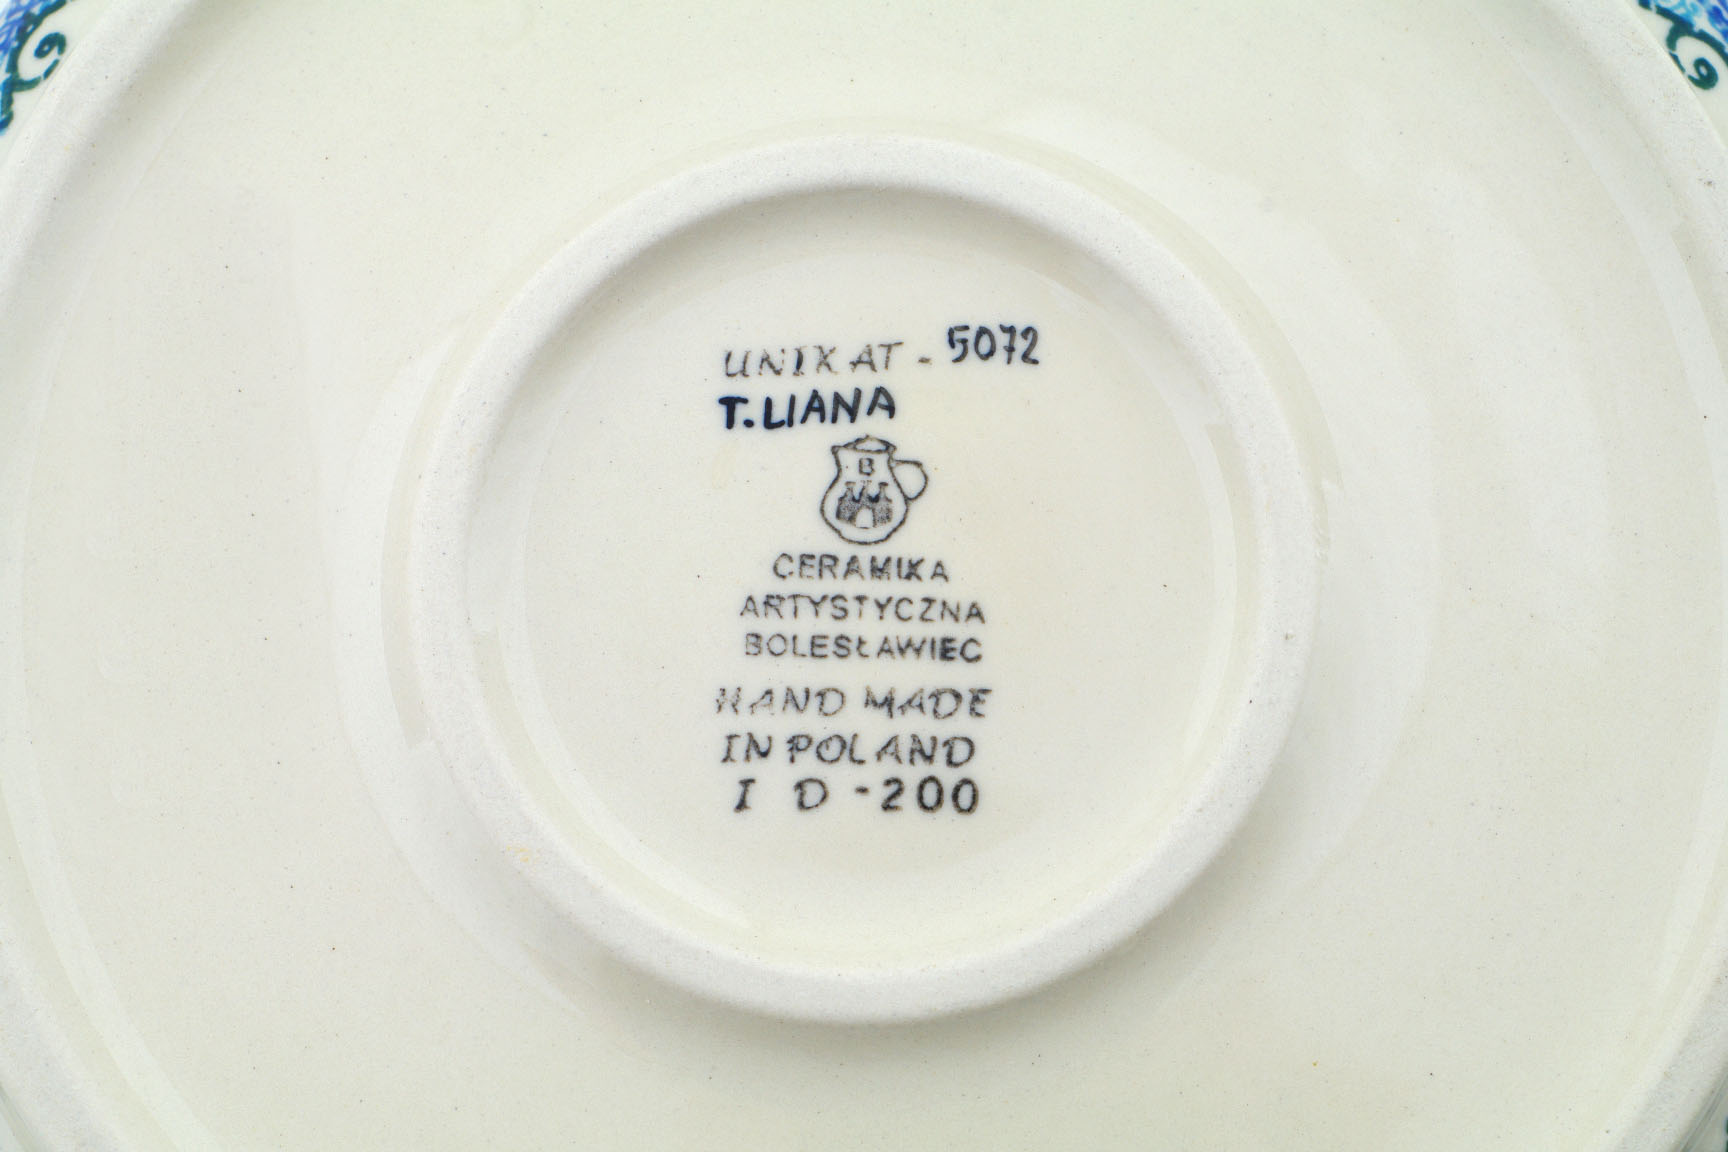 UNIKAT - 5072
T. LIANA
B
CERAMIKA
ARTYSTYCZNA
BOLESŁAWIEC
HAND MADE
IN POLAND
I D - 200